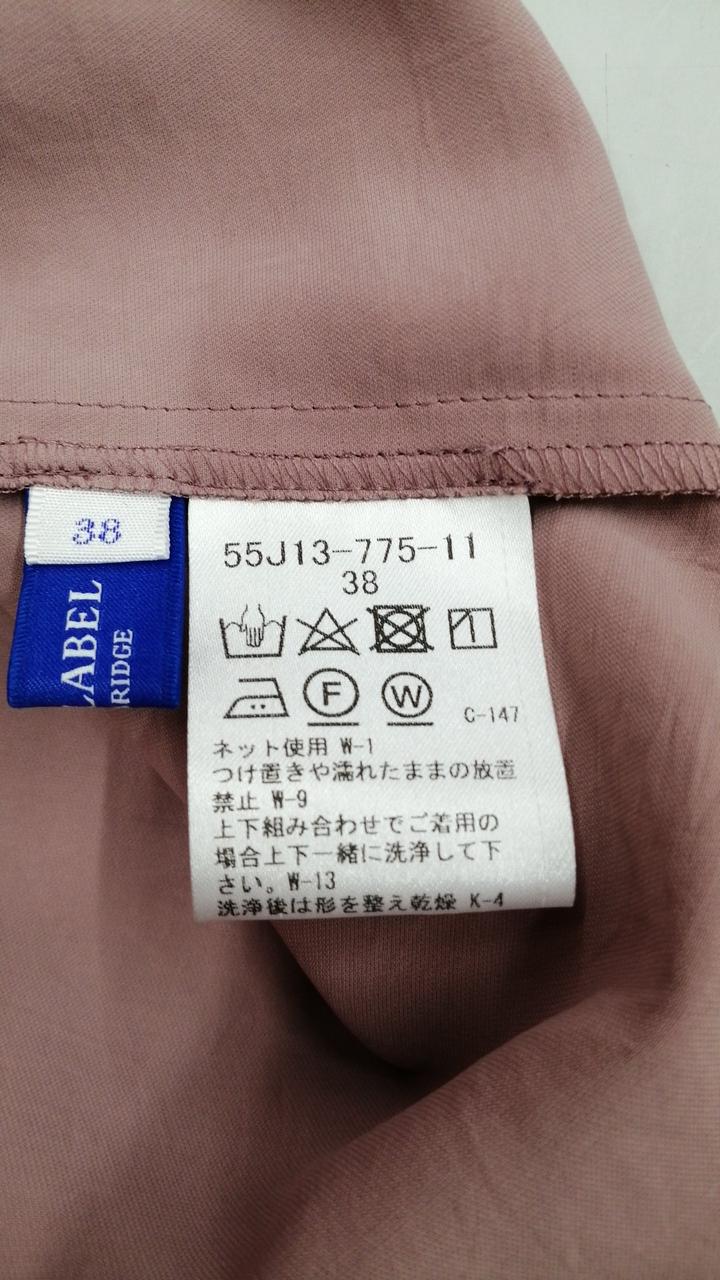 38
LABEL
RIDGE
55J13-775-11
38
F
W
C-147
ネット使用 W-1
つけ置きや濡れたままの放置
禁止 W-9
上下組み合わせでご着用の
場合上下一緒に洗浄して下
さい。W-13
洗浄後は形を整え乾燥 K-4